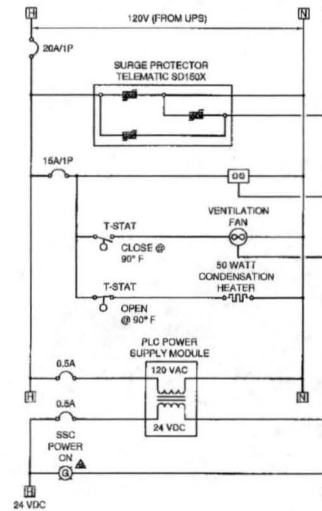 H
120V (FROM UPS)
N
20A/1P
SURGE PROTECTOR
TELEMATIC SD150X
15A/1P
VENTILATION
FAN
T-STAT
CLOSE @
90° F
50 WATT
CONDENSATION
HEATER
T-STAT
OPEN
@ 90° F
PLC POWER
SUPPLY MODULE
0.5A
120 VAC
H
N
0.5A
24 VDC
SSC
POWER
ON
G
H
24 VDC